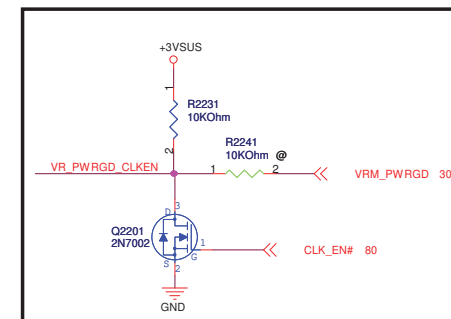 +3VSUS
1
R2231
10KOhm
2
R2241
10KOhm @
VR_PWRGD_CLKEN
1
2
VRM_PWRGD 30
3
D
Q2201
2N7002
1
G
S
2
CLK_EN# 80
GND